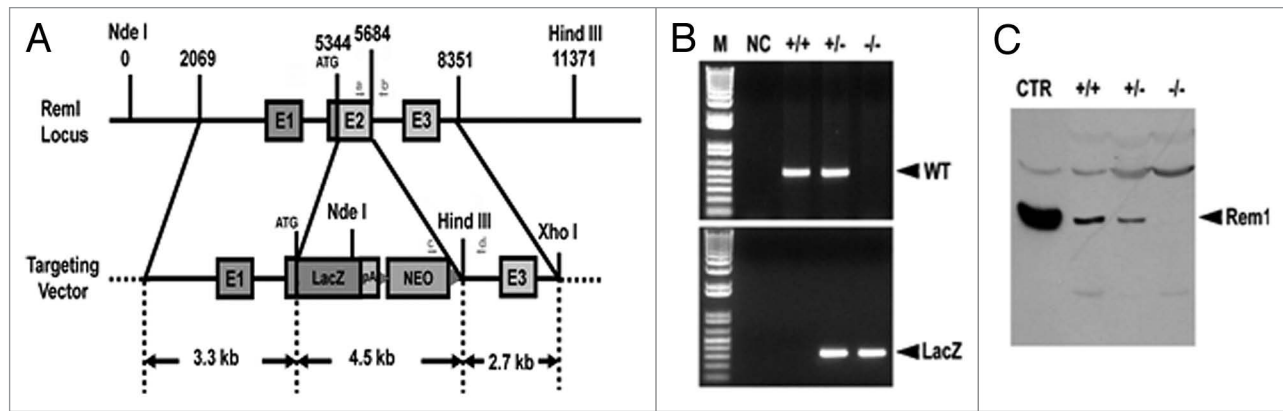 A
Nde I
0
2069
5344
ATG
5684
8351
Hind III
11371
a
b
Rem1
Locus
E1
E2
E3
ATG
Nde I
Hind III
Xho I
c
d
Targeting
Vector
E1
LacZ
pA
NEO
E3
3.3 kb
4.5 kb
2.7 kb
B
M NC +/+ +/- -/-
WT
LacZ
C
CTR +/+ +/- -/-
Rem1